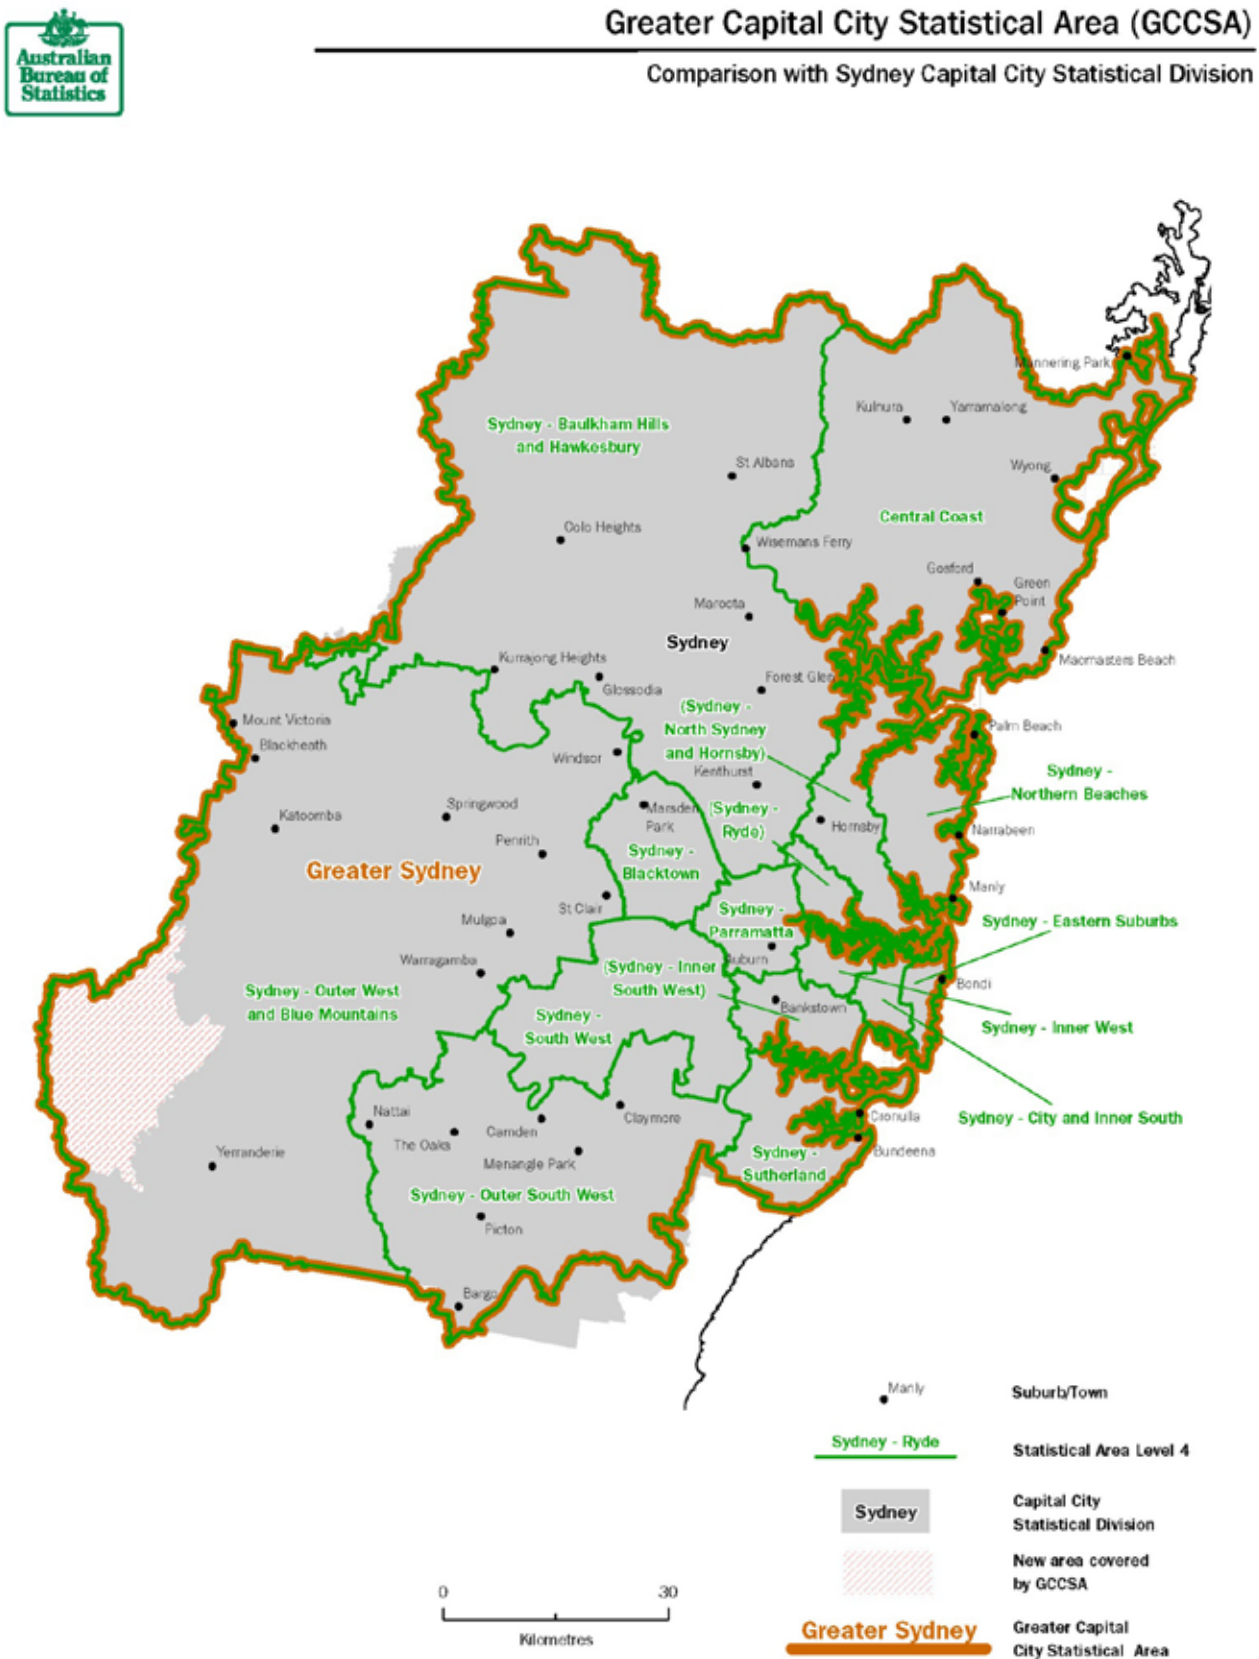 Australian
Bureau of
Statistics
Greater Capital City Statistical Area (GCCSA)
Comparison with Sydney Capital City Statistical Division
Mannering Park
Kulnura
Yarramalong
Sydney - Baulkham Hills
and Hawkesbury
St Albans
Wyong
Central Coast
Colo Heights
Wisemans Ferry
Gosford
Green
Point
Maroota
Sydney
Macmasters Beach
Kurrajong Heights
Forest Glen
Glossodia
(Sydney -
North Sydney
and Hornsby)
Mount Victoria
Palm Beach
Blackheath
Windsor
Kenthurst
Sydney -
Northern Beaches
Katoomba
Springwood
Marsden
Park
(Sydney -
Ryde)
Hornsby
Narrabeen
Penrith
Sydney -
Blacktown
Greater Sydney
Manly
St Clair
Sydney -
Parramatta
Sydney - Eastern Suburbs
Mulgoa
Warragamba
Auburn
(Sydney - Inner
South West)
Bondi
Sydney - Outer West
and Blue Mountains
Sydney -
South West
Bankstown
Sydney - Inner West
Nattai
Camden
Claymore
Cronulla
Sydney - City and Inner South
The Oaks
Menangle Park
Bundeena
Yerranderie
Sydney -
Sutherland
Sydney - Outer South West
Picton
Bargo
Manly
Suburb/Town
Sydney - Ryde
Statistical Area Level 4
Sydney
Capital City
Statistical Division
New area covered
by GCCSA
0
30
Kilometres
Greater Sydney
Greater Capital
City Statistical Area